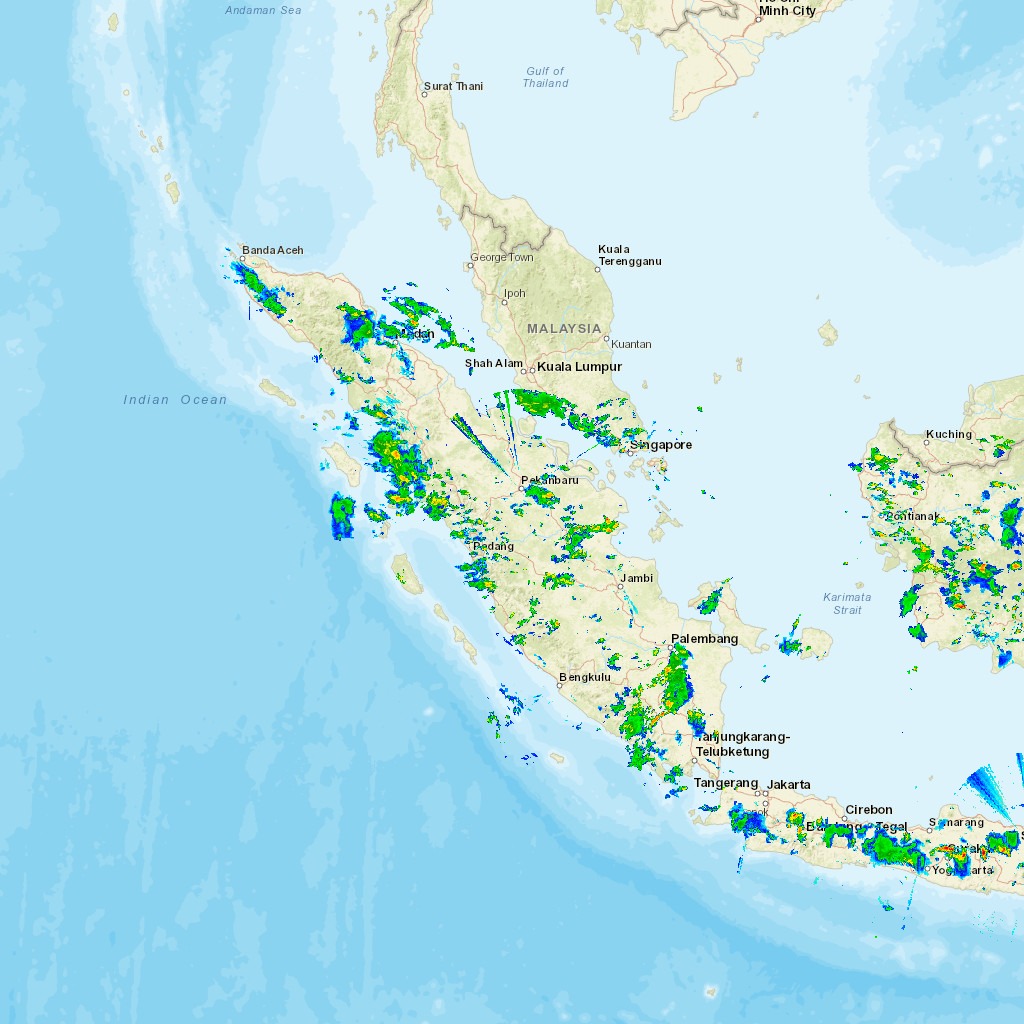 Andaman Sea
Minh City
Gulf of
Thailand
Surat Thani
Banda Aceh
George Town
Kuala
Terengganu
Ipoh
MALAYSIA
Kuantan
Shah Alam
Kuala Lumpur
Indian Ocean
Kuching
Singapore
Pekanbaru
Pontianak
Padang
Jambi
Karimata
Strait
Palembang
Bengkulu
Tanjungkarang-
Telubketung
Tangerang
Jakarta
Cirebon
Tegal
Semarang
Yogyakarta